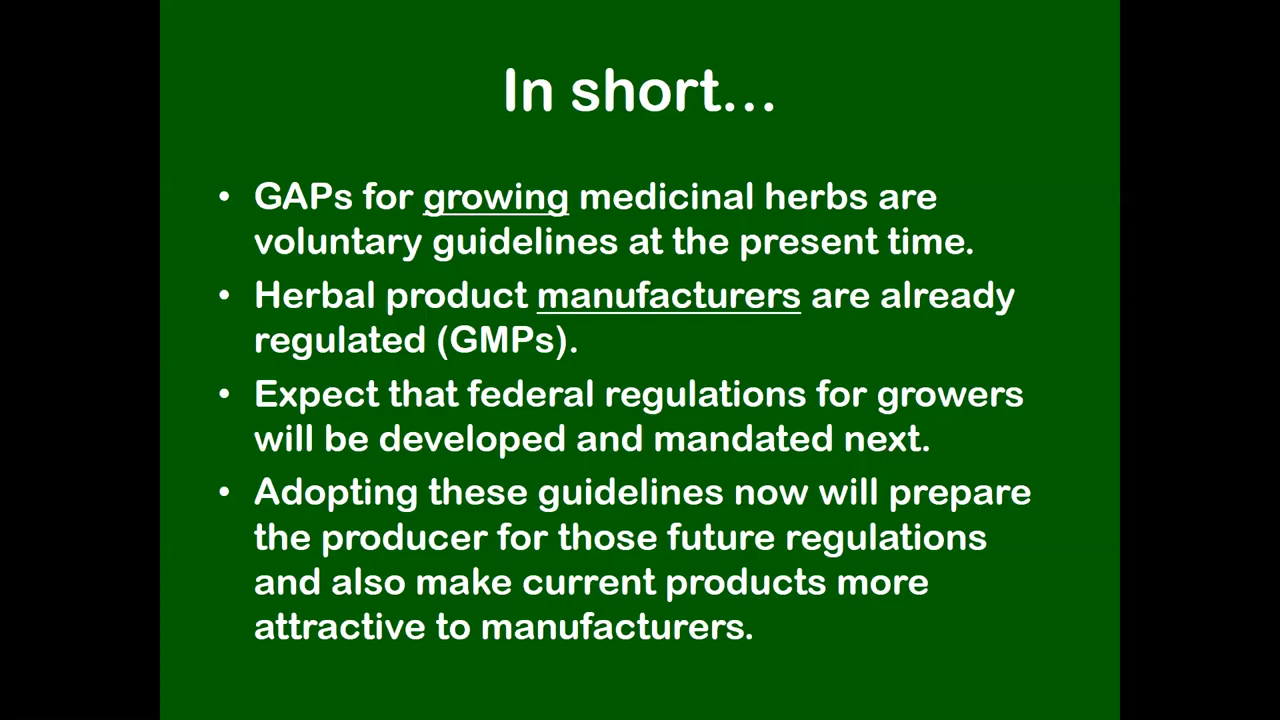 In short…
• GAPs for growing medicinal herbs are
voluntary guidelines at the present time.
• Herbal product manufacturers are already
regulated (GMPs).
• Expect that federal regulations for growers
will be developed and mandated next.
• Adopting these guidelines now will prepare
the producer for those future regulations
and also make current products more
attractive to manufacturers.